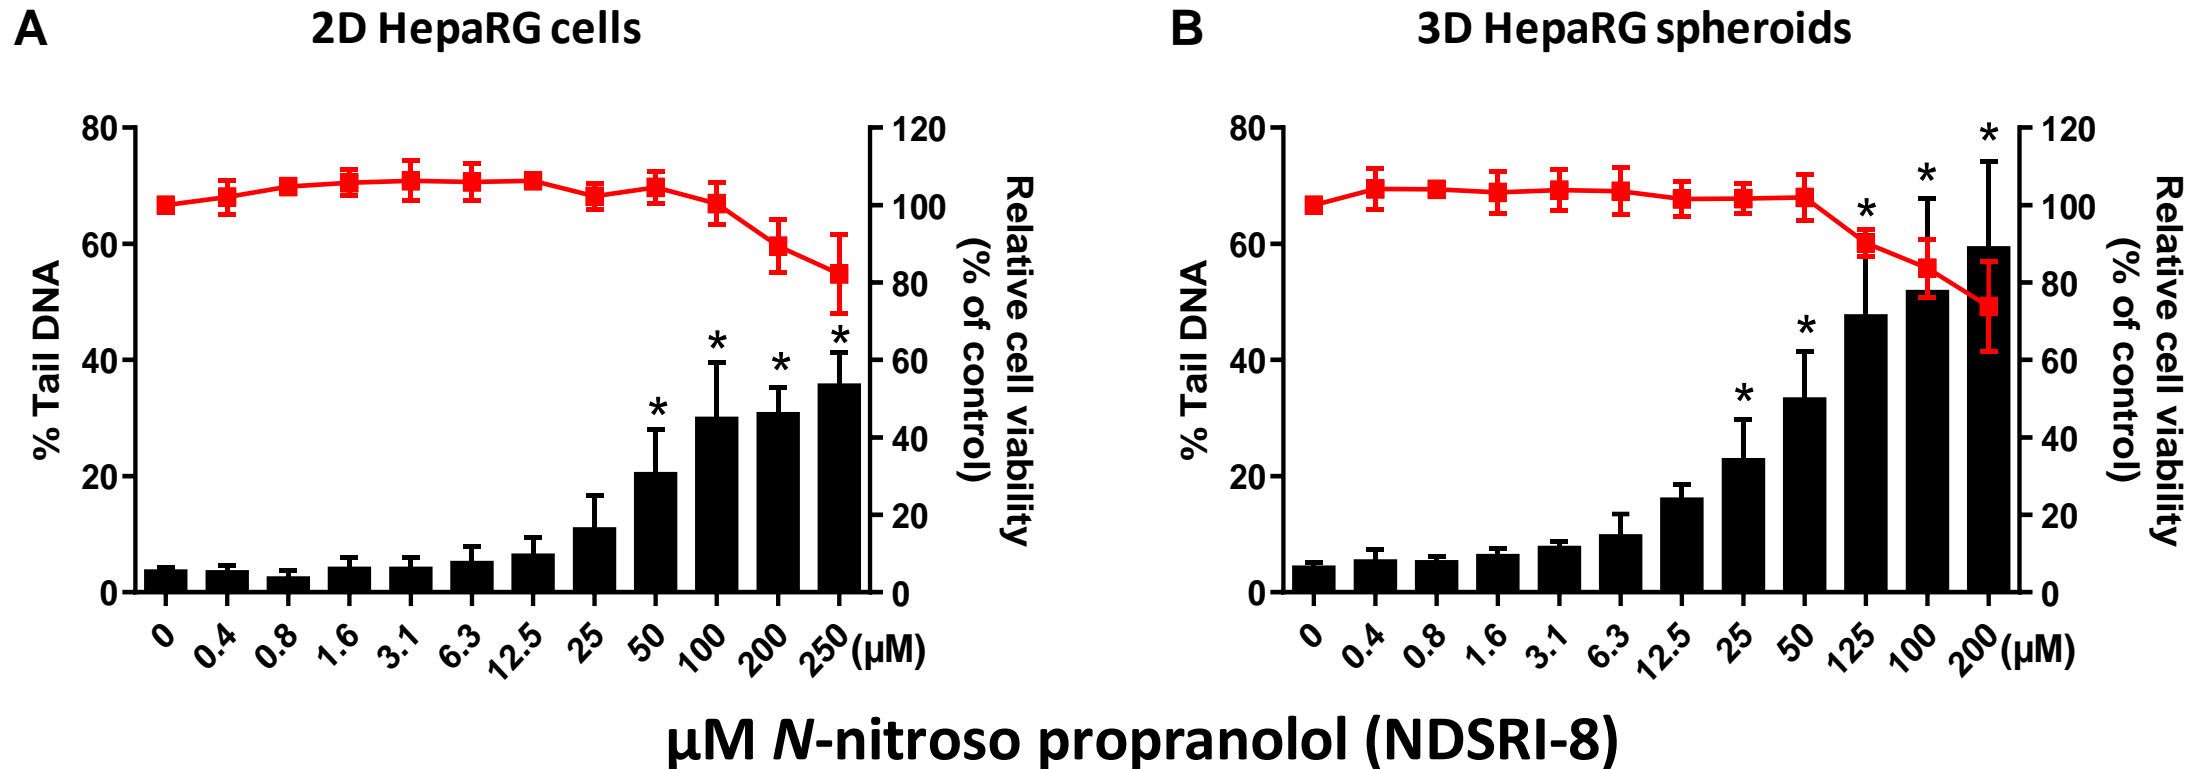 A
2D HepaRG cells
80
60
40
20
0
% Tail DNA
120
100
80
60
40
20
0
Relative cell viability
(% of control)
* * * *
0 0.4 0.8 1.6 3.1 6.3 12.5 25 50 100 200 250 (µM)
B
3D HepaRG spheroids
80
60
40
20
0
% Tail DNA
120
100
80
60
40
20
0
Relative cell viability
(% of control)
* * * * *
0 0.4 0.8 1.6 3.1 6.3 12.5 25 50 125 100 200 (µM)
µM N-nitroso propranolol (NDSRI-8)